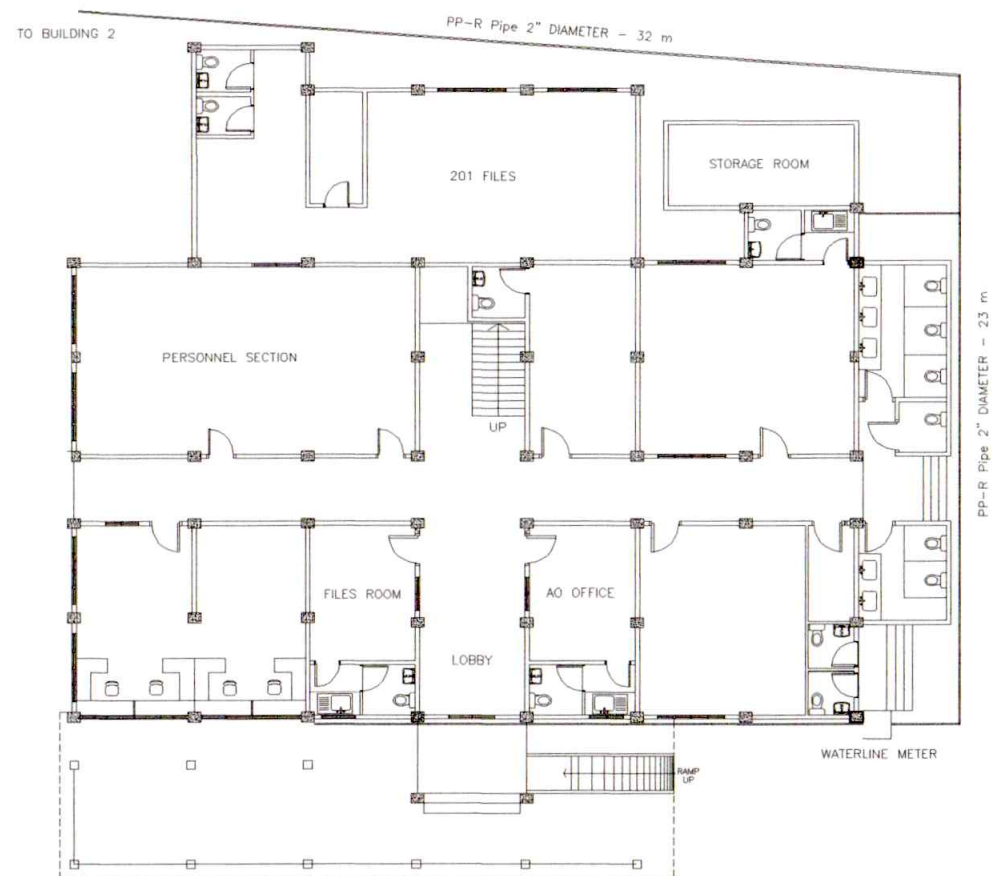 PP-R Pipe 2" DIAMETER - 32 m
TO BUILDING 2
STORAGE ROOM
201 FILES
PERSONNEL SECTION
UP
PP-R Pipe 2" DIAMETER - 23 m
FILES ROOM
AO OFFICE
LOBBY
WATERLINE METER
RAMP
UP